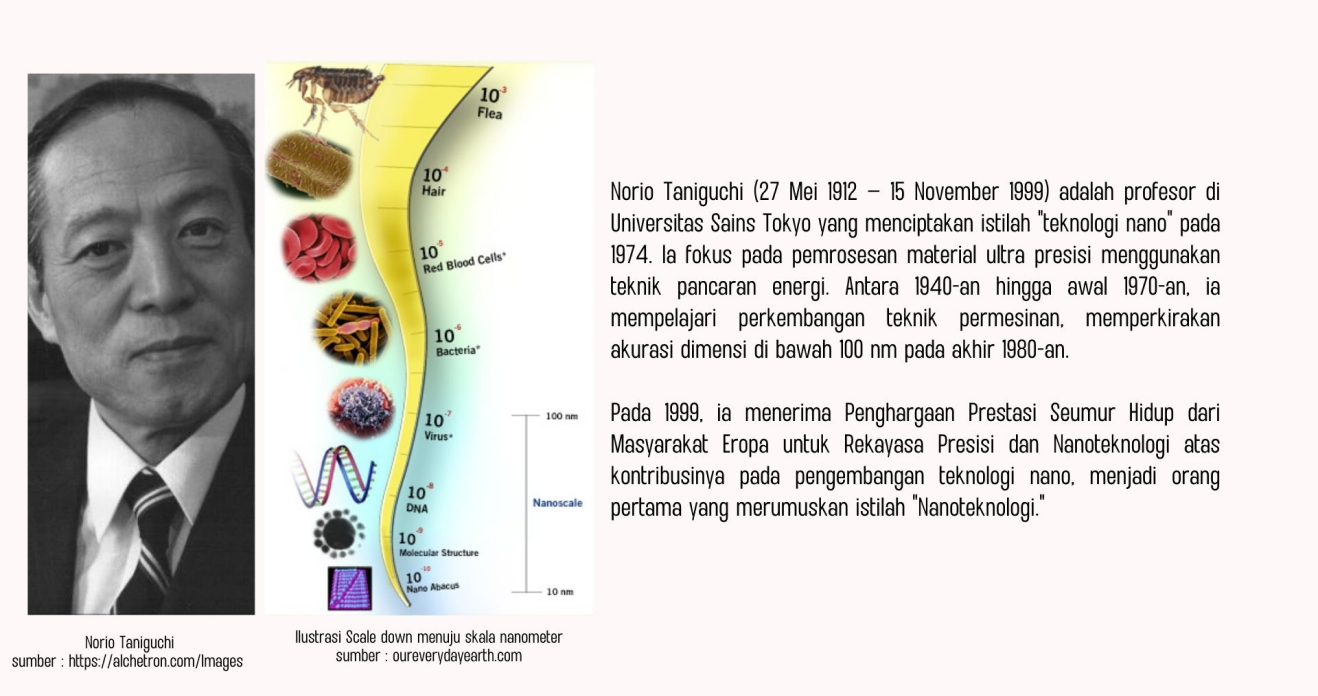 10-3
Flea
10-4
Hair
10-5
Red Blood Cells*
10-6
Bacteria*
10-7
Virus*
100 nm
10-8
DNA
Nanoscale
10-9
Molecular Structure
10-10
Nano Abacus
10 nm
Norio Taniguchi
sumber : https://alchetron.com/Images
Ilustrasi Scale down menuju skala nanometer
sumber : oureverydayearth.com
Norio Taniguchi (27 Mei 1912 – 15 November 1999) adalah profesor di
Universitas Sains Tokyo yang menciptakan istilah "teknologi nano" pada
1974. Ia fokus pada pemrosesan material ultra presisi menggunakan
teknik pancaran energi. Antara 1940-an hingga awal 1970-an, ia
mempelajari perkembangan teknik permesinan, memperkirakan
akurasi dimensi di bawah 100 nm pada akhir 1980-an.
Pada 1999, ia menerima Penghargaan Prestasi Seumur Hidup dari
Masyarakat Eropa untuk Rekayasa Presisi dan Nanoteknologi atas
kontribusinya pada pengembangan teknologi nano, menjadi orang
pertama yang merumuskan istilah "Nanoteknologi."